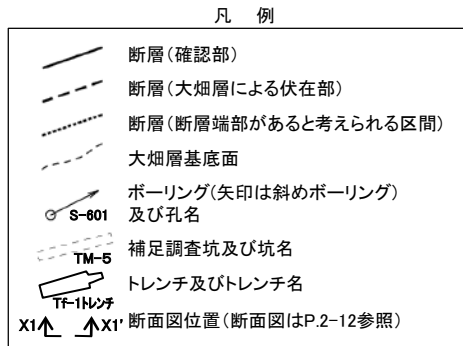 凡 例
断層(確認部)
断層(大畑層による伏在部)
断層(断層端部があると考えられる区間)
大畑層基底面
ボーリング(矢印は斜めボーリング)
S-601 及び孔名
TM-5 補足調査坑及び坑名
トレンチ及びトレンチ名
Tf-1トレンチ
X1 X1' 断面図位置(断面図はP.2-12参照)